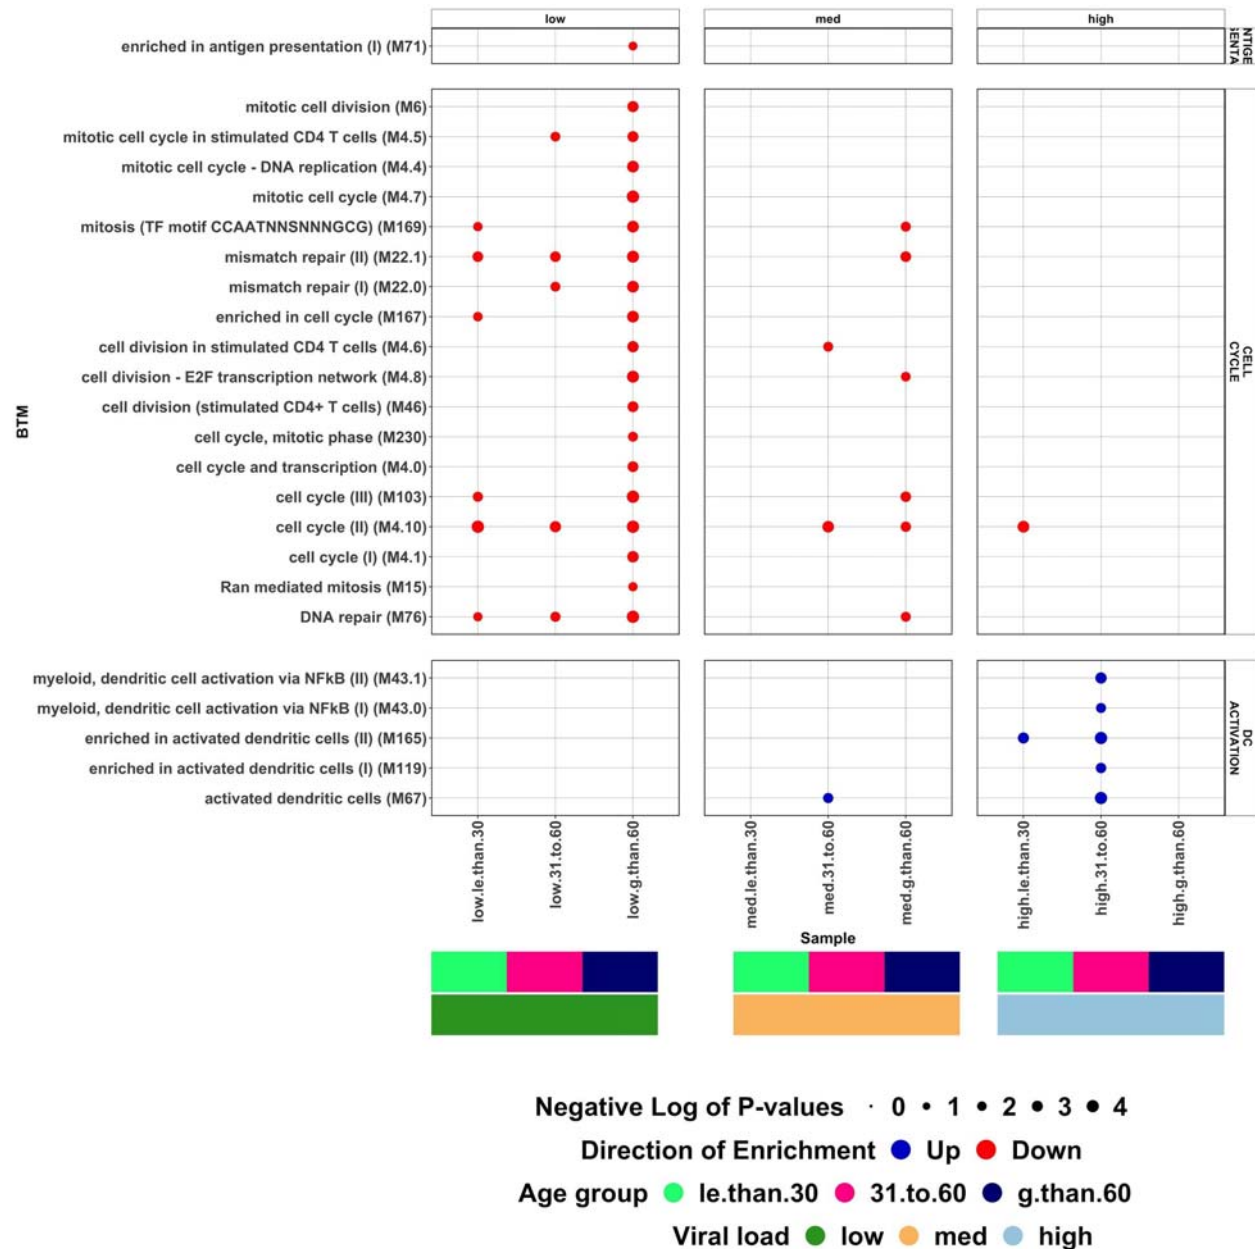 low med high
enriched in antigen presentation (I) (M71)
NTIGE
SENTA
mitotic cell division (M6)
mitotic cell cycle in stimulated CD4 T cells (M4.5)
mitotic cell cycle - DNA replication (M4.4)
mitotic cell cycle (M4.7)
mitosis (TF motif CCAATNNSNNNGCG) (M169)
mismatch repair (II) (M22.1)
mismatch repair (I) (M22.0)
enriched in cell cycle (M167)
cell division in stimulated CD4 T cells (M4.6)
cell division - E2F transcription network (M4.8)
cell division (stimulated CD4+ T cells) (M46)
cell cycle, mitotic phase (M230)
cell cycle and transcription (M4.0)
cell cycle (III) (M103)
cell cycle (II) (M4.10)
cell cycle (I) (M4.1)
Ran mediated mitosis (M15)
DNA repair (M76)
CELL
CYCLE
BTM
myeloid, dendritic cell activation via NFkB (II) (M43.1)
myeloid, dendritic cell activation via NFkB (I) (M43.0)
enriched in activated dendritic cells (II) (M165)
enriched in activated dendritic cells (I) (M119)
activated dendritic cells (M67)
DC
ACTIVATION
low.le.than.30
low.31.to.60
low.g.than.60
med.le.than.30
med.31.to.60
med.g.than.60
high.le.than.30
high.31.to.60
high.g.than.60
Sample
Negative Log of P-values 0 1 2 3 4
Direction of Enrichment Up Down
Age group le.than.30 31.to.60 g.than.60
Viral load low med high